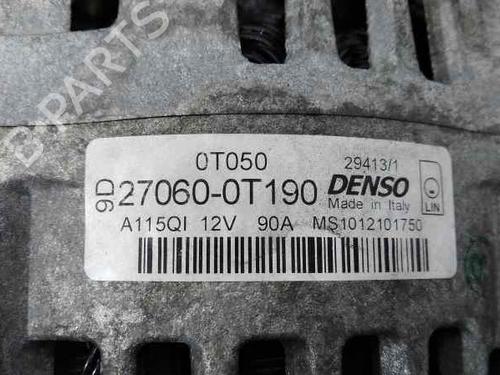 B-PARTS
0T050
29413/1
9D
27060-0T190 DENSO
Made in Italy
LIN
A115QI 12V 90A MS1012101750